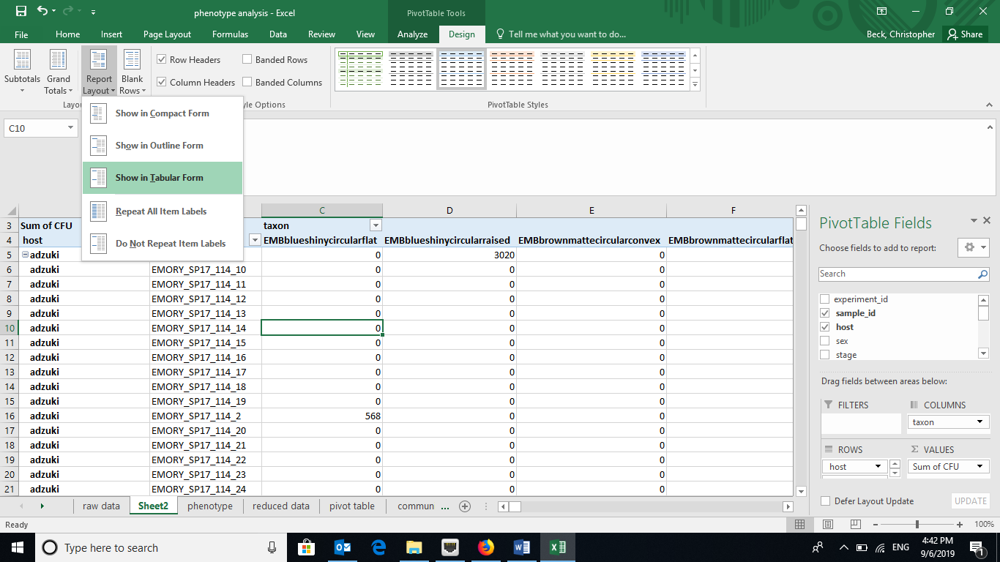 phenotype analysis - Excel
PivotTable Tools
File Home Insert Page Layout Formulas Data Review View Analyze Design Tell me what you want to do... Beck, Christopher Share
Subtotals Grand Totals Report Layout Blank Rows
Row Headers Banded Rows
Column Headers Banded Columns
Layou yle Options PivotTable Styles
Show in Compact Form
Show in Outline Form
Show in Tabular Form
Repeat All Item Labels
Do Not Repeat Item Labels
C10
C D E F
3 Sum of CFU taxon
4 host EMBblueshinycircularflat EMBblueshinycircularraised EMBbrownmattecircularconvex EMBbrownmattecircularflat
5 adzuki 0 3020 0
6 adzuki EMORY_SP17_114_10 0 0 0
7 adzuki EMORY_SP17_114_11 0 0 0
8 adzuki EMORY_SP17_114_12 0 0 0
9 adzuki EMORY_SP17_114_13 0 0 0
10 adzuki EMORY_SP17_114_14 0 0 0
11 adzuki EMORY_SP17_114_15 0 0 0
12 adzuki EMORY_SP17_114_16 0 0 0
13 adzuki EMORY_SP17_114_17 0 0 0
14 adzuki EMORY_SP17_114_18 0 0 0
15 adzuki EMORY_SP17_114_19 0 0 0
16 adzuki EMORY_SP17_114_2 568 0 0
17 adzuki EMORY_SP17_114_20 0 0 0
18 adzuki EMORY_SP17_114_21 0 0 0
19 adzuki EMORY_SP17_114_22 0 0 0
20 adzuki EMORY_SP17_114_23 0 0 0
21 adzuki EMORY_SP17_114_24 0 0 0
PivotTable Fields
Choose fields to add to report:
Search
experiment_id
sample_id
host
sex
stage
Drag fields between areas below:
FILTERS COLUMNS
taxon
ROWS Σ VALUES
host Sum of CFU
Defer Layout Update UPDATE
raw data Sheet2 phenotype reduced data pivot table commun ...
Ready 100%
Type here to search
ENG 4:42 PM
9/6/2019 1